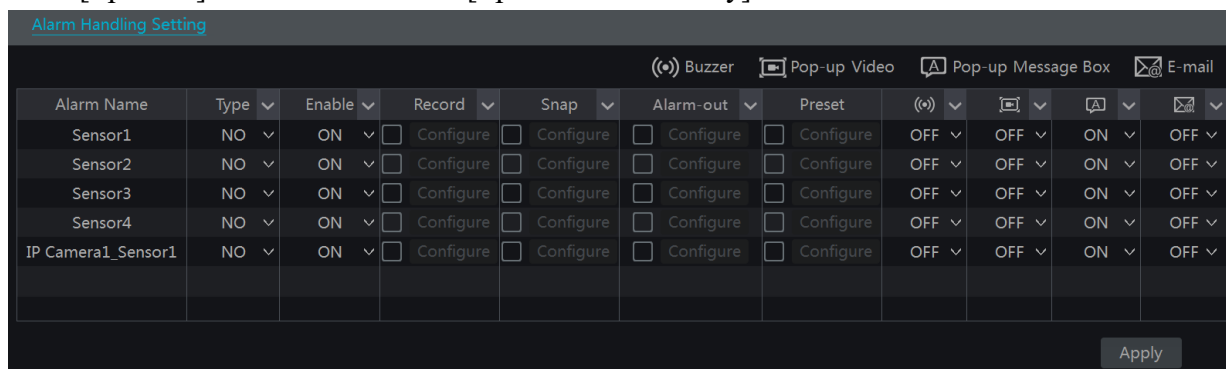 Alarm Handling Setting
Buzzer Pop-up Video A Pop-up Message Box E-mail
Alarm Name Type Enable Record Snap Alarm-out Preset A
Sensor1 NO ON Configure Configure Configure Configure OFF OFF ON OFF
Sensor2 NO ON Configure Configure Configure Configure OFF OFF ON OFF
Sensor3 NO ON Configure Configure Configure Configure OFF OFF ON OFF
Sensor4 NO ON Configure Configure Configure Configure OFF OFF ON OFF
IP Camera1_Sensor1 NO ON Configure Configure Configure Configure OFF OFF ON OFF
Apply